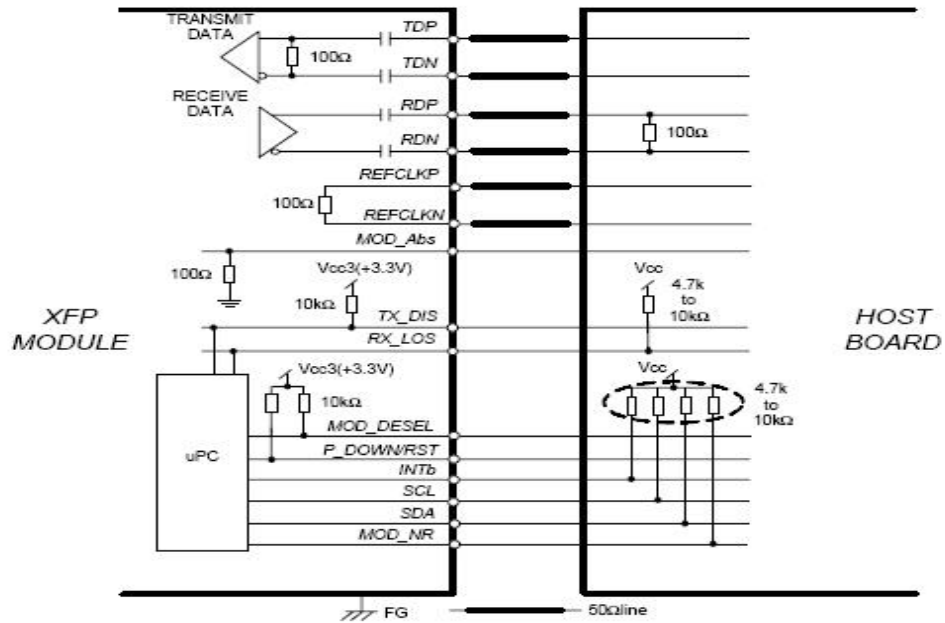 TRANSMIT
DATA
TDP
100Ω
TDN
RECEIVE
DATA
RDP
RDN
100Ω
REFCLKP
100Ω
REFCLKN
MOD_Abs
100Ω
Vcc3(+3.3V)
10kΩ
Vcc
4.7k
to
10kΩ
TX_DIS
RX_LOS
XFP
MODULE
HOST
BOARD
Vcc3(+3.3V)
10kΩ
Vcc
4.7k
to
10kΩ
MOD_DESEL
P_DOWN/RST
uPC
INTb
SCL
SDA
MOD_NR
FG
50Ωline